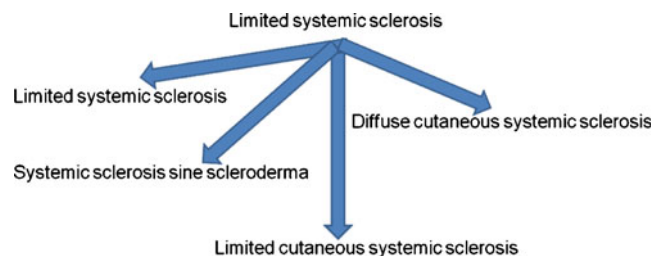 Limited systemic sclerosis
Limited systemic sclerosis
Diffuse cutaneous systemic sclerosis
Systemic sclerosis sine scleroderma
Limited cutaneous systemic sclerosis